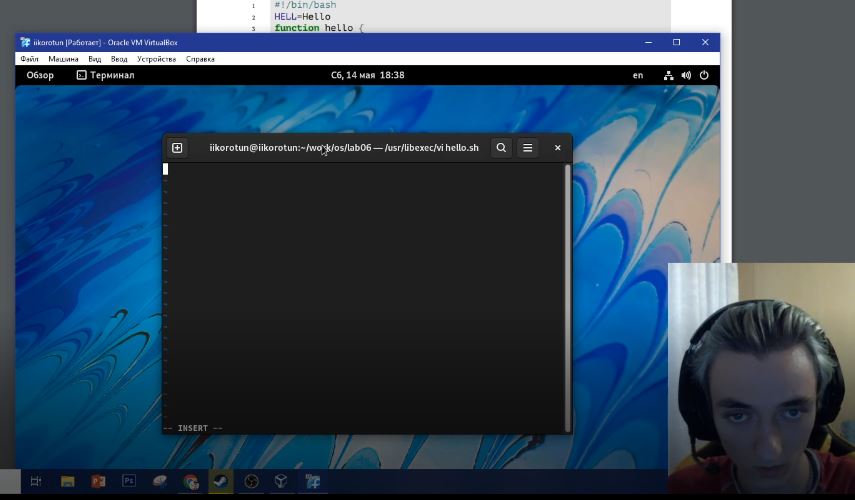 1 #!/bin/bash
2 HELL=Hello
3 function hello {
iikorotun [Работает] - Oracle VM VirtualBox
Файл Машина Вид Ввод Устройства Справка
Обзор Терминал Сб, 14 мая 18:38 en
iikorotun@iikorotun:~/work/os/lab06 — /usr/libexec/vi hello.sh
-- INSERT --